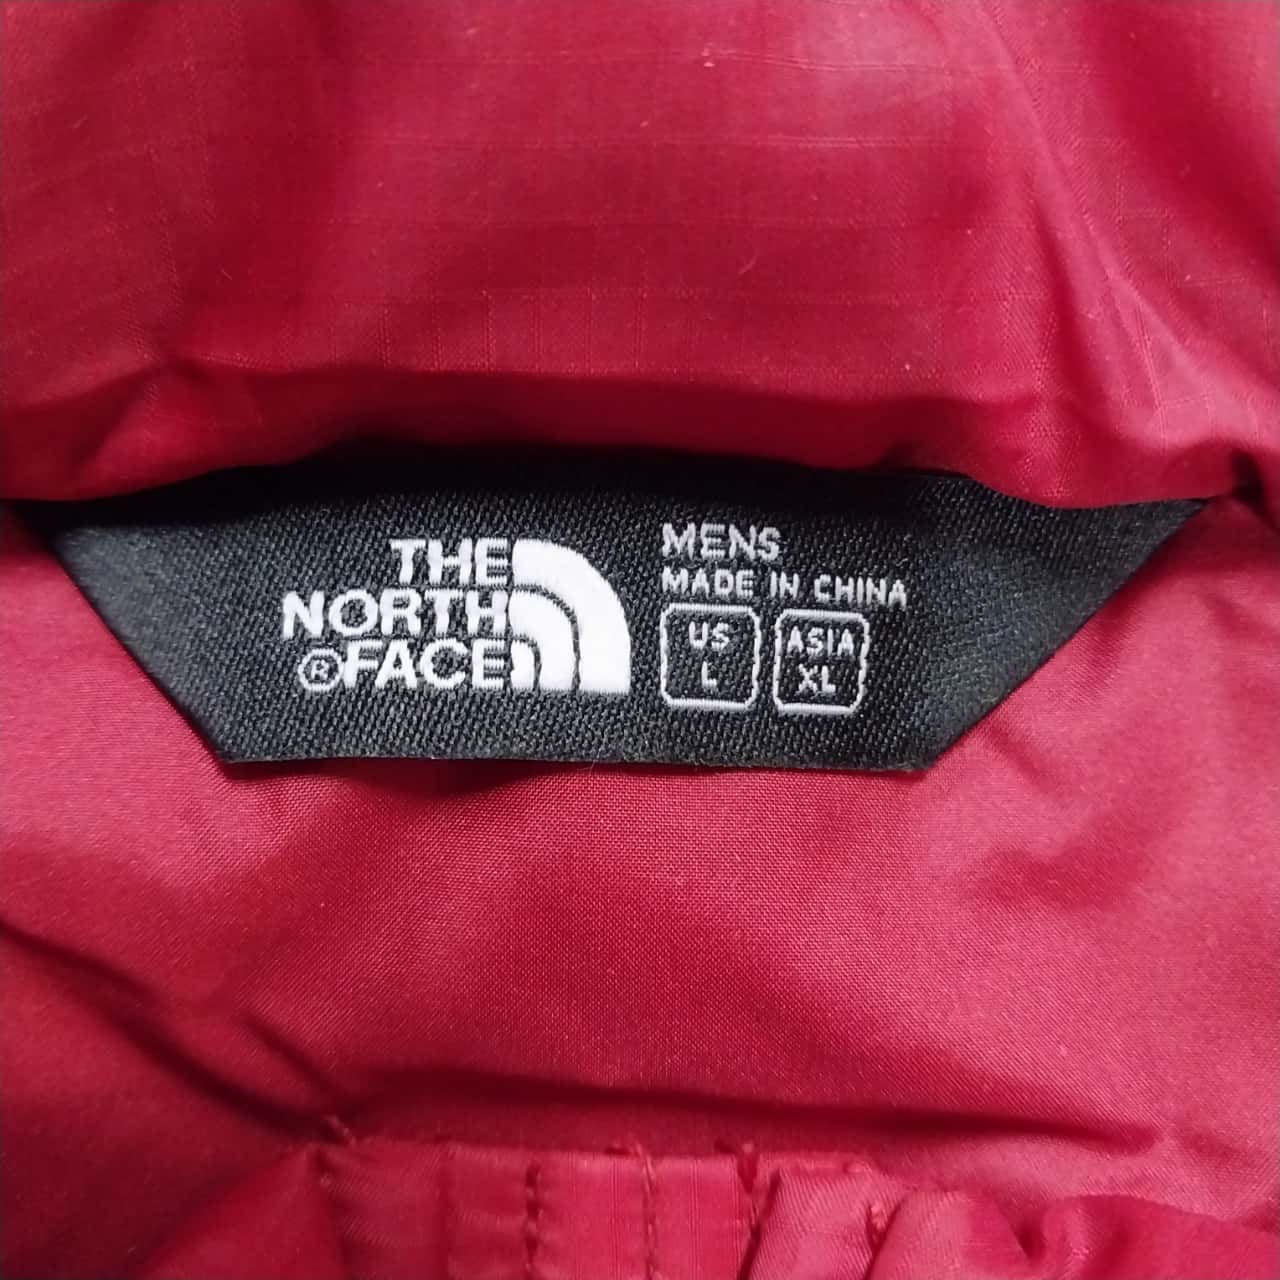 THE
NORTH
®FACE
MENS
MADE IN CHINA
US ASIA
L XL